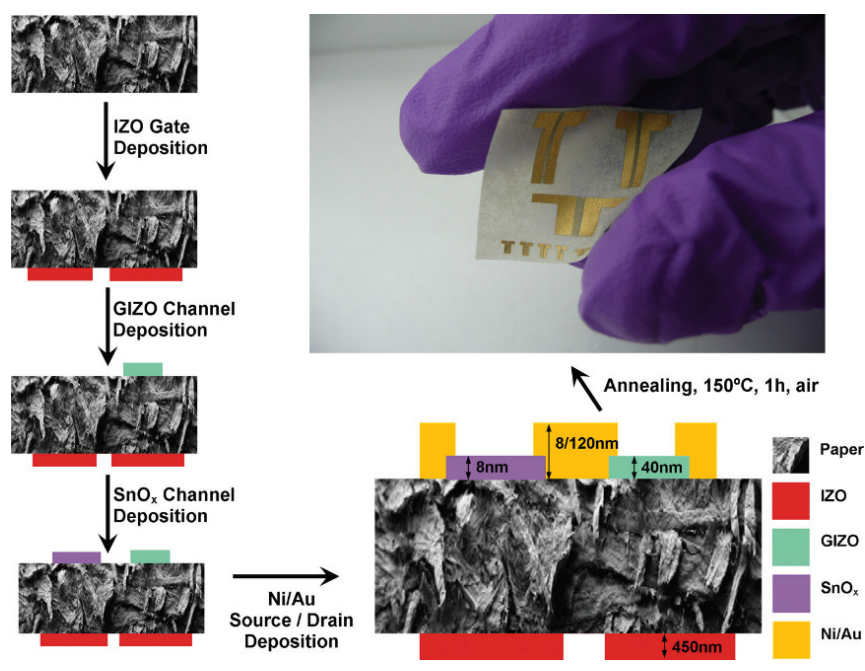 IZO Gate
Deposition
GIZO Channel
Deposition
SnOₓ Channel
Deposition
Ni/Au
Source / Drain
Deposition
Annealing, 150ºC, 1h, air
8/120nm
8nm
40nm
450nm
Paper
IZO
GIZO
SnOₓ
Ni/Au